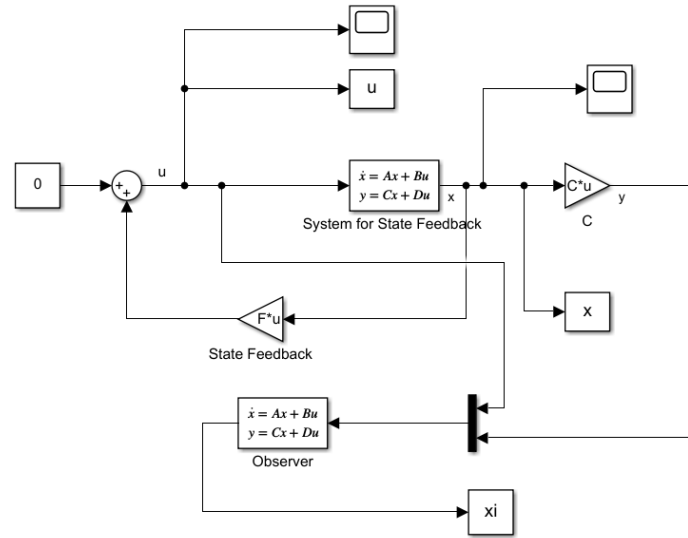 u
0
+
+
u
ẋ = Ax + Bu
y = Cx + Du
x
System for State Feedback
C*u
y
C
x
F*u
State Feedback
ẋ = Ax + Bu
y = Cx + Du
Observer
xi